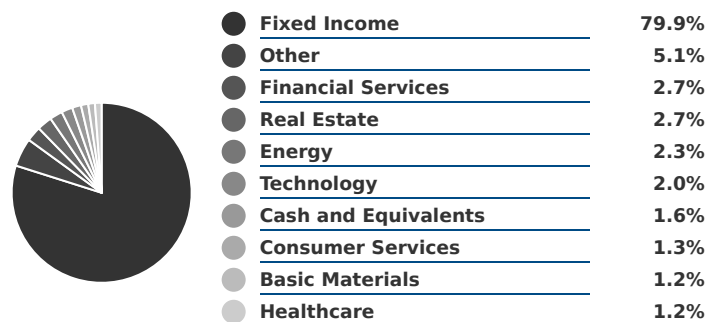 Fixed Income 79.9%
Other 5.1%
Financial Services 2.7%
Real Estate 2.7%
Energy 2.3%
Technology 2.0%
Cash and Equivalents 1.6%
Consumer Services 1.3%
Basic Materials 1.2%
Healthcare 1.2%